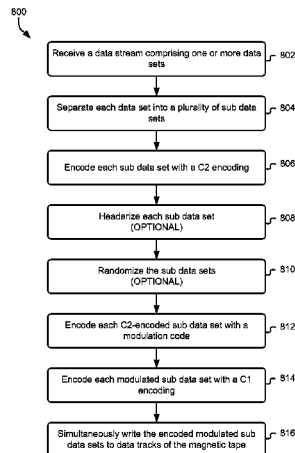 800
Receive a data stream comprising one or more data
sets
802
Separate each data set into a plurality of sub data
sets
804
Encode each sub data set with a C2 encoding
806
Headerize each sub data set
(OPTIONAL)
808
Randomize the sub data sets
(OPTIONAL)
810
Encode each C2-encoded sub data set with a
modulation code
812
Encode each modulated sub data set with a C1
encoding
814
Simultaneously write the encoded modulated sub
data sets to data tracks of the magnetic tape
816